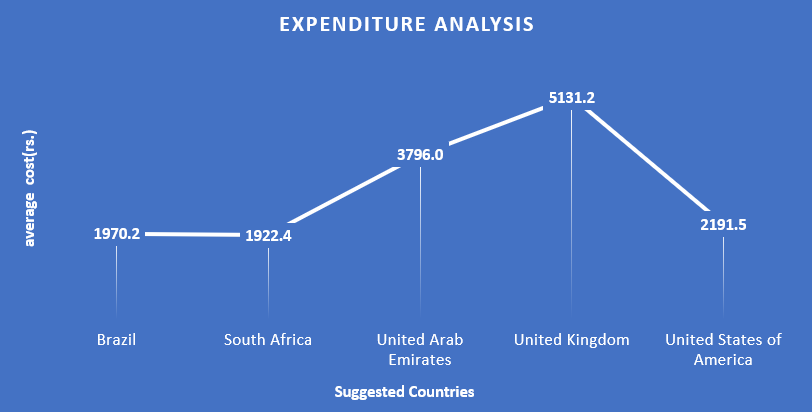 EXPENDITURE ANALYSIS
average cost(rs.)
5131.2
3796.0
2191.5
1970.2
1922.4
Brazil
South Africa
United Arab
Emirates
United Kingdom
United States of
America
Suggested Countries